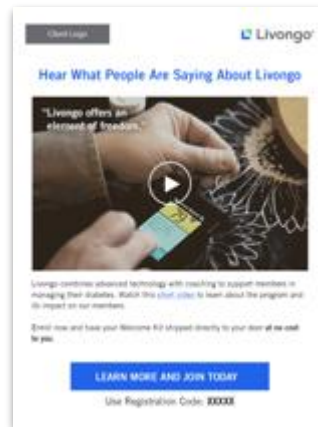 Client Logo
Livongo
Hear What People Are Saying About Livongo
"Livongo offers an
element of freedom."
Livongo combines advanced technology with coaching to support members in
managing their diabetes. Watch this short video to learn about the program and
its impact on our members.
Enroll now and have your Welcome Kit shipped directly to your door at no cost
to you.
LEARN MORE AND JOIN TODAY
Use Registration Code: XXXXX